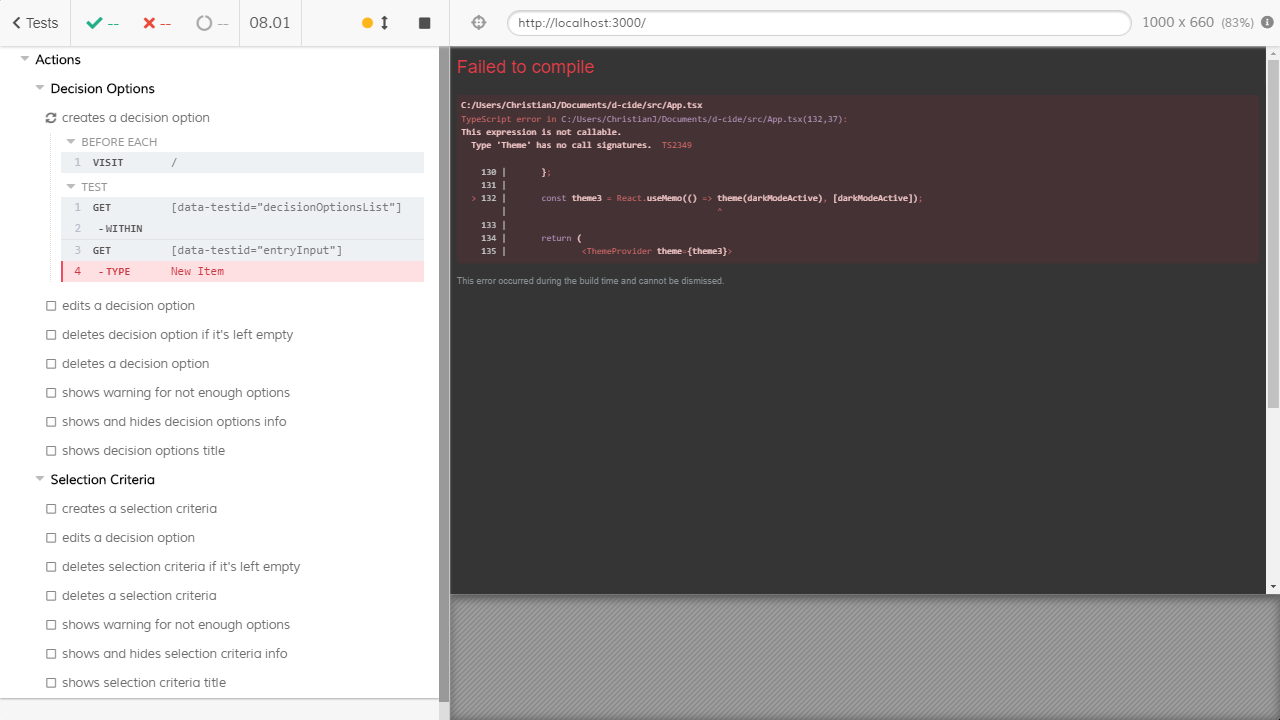 Tests
--
--
--
08.01
http://localhost:3000/
1000 x 660 (83%)
Actions
Decision Options
creates a decision option
BEFORE EACH
1 VISIT /
TEST
1 GET [data-testid="decisionOptionsList"]
2 - WITHIN
3 GET [data-testid="entryInput"]
4 - TYPE New Item
edits a decision option
deletes decision option if it's left empty
deletes a decision option
shows warning for not enough options
shows and hides decision options info
shows decision options title
Selection Criteria
creates a selection criteria
edits a decision option
deletes selection criteria if it's left empty
deletes a selection criteria
shows warning for not enough options
shows and hides selection criteria info
shows selection criteria title
Failed to compile
C:/Users/ChristianJ/Documents/d-cide/src/App.tsx
TypeScript error in C:/Users/ChristianJ/Documents/d-cide/src/App.tsx(132,37):
This expression is not callable.
Type 'Theme' has no call signatures. TS2349
130 | };
131 |
> 132 | const theme3 = React.useMemo(() => theme(darkModeActive), [darkModeActive]);
| ^
133 |
134 | return (
135 | <ThemeProvider theme={theme3}>
This error occurred during the build time and cannot be dismissed.